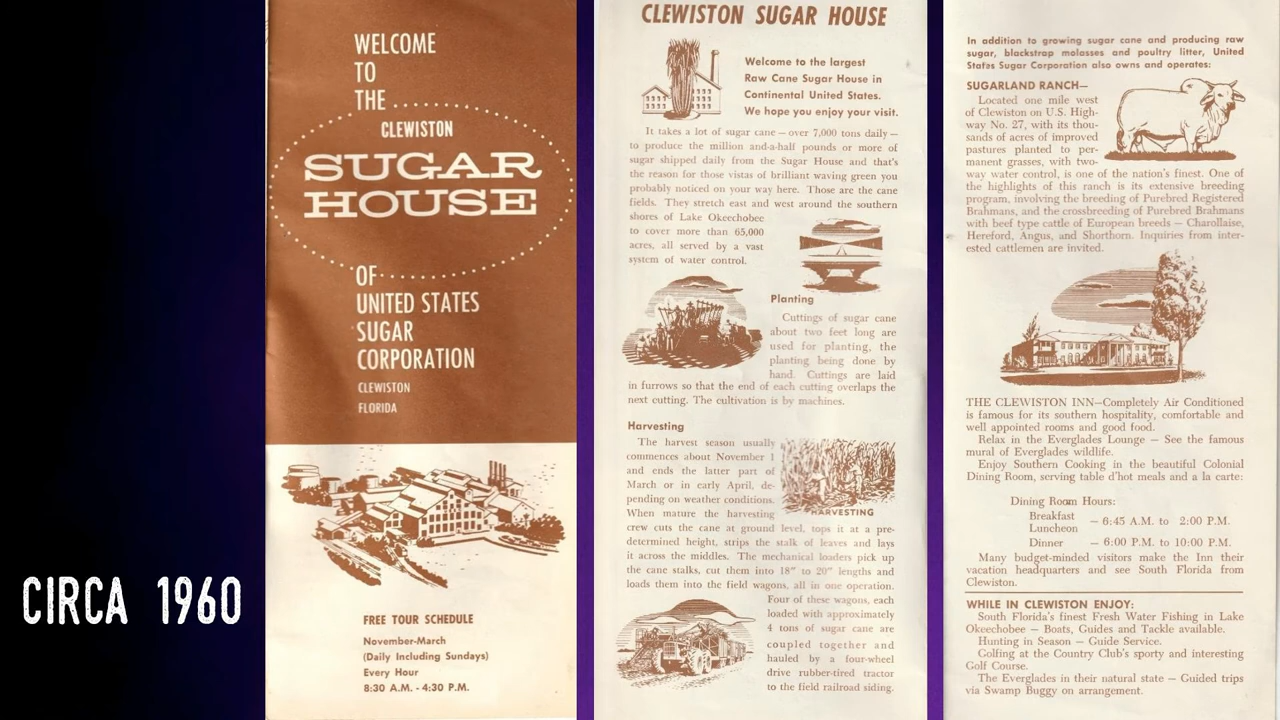 CIRCA 1960
WELCOME
TO
THE
CLEWISTON
SUGAR
HOUSE
OF
UNITED STATES
SUGAR
CORPORATION
CLEWISTON
FLORIDA
FREE TOUR SCHEDULE
November-March
(Daily Including Sundays)
Every Hour
8:30 A.M. - 4:30 P.M.
CLEWISTON SUGAR HOUSE
Welcome to the largest
Raw Cane Sugar House in
Continental United States.
We hope you enjoy your visit.
It takes a lot of sugar cane – over 7,000 tons daily –
to produce the million and-a-half pounds or more of
sugar shipped daily from the Sugar House and that's
the reason for those vistas of brilliant waving green you
probably noticed on your way here. Those are the cane
fields. They stretch east and west around the southern
shores of Lake Okeechobee
to cover more than 65,000
acres, all served by a vast
system of water control.
Planting
Cuttings of sugar cane
about two feet long are
used for planting, the
planting being done by
hand. Cuttings are laid
in furrows so that the end of each cutting overlaps the
next cutting. The cultivation is by machines.
Harvesting
The harvest season usually
commences about November 1
and ends the latter part of
March or in early April, de-
pending on weather conditions.
When mature the harvesting
HARVESTING
crew cuts the cane at ground level, tops it at a pre-
determined height, strips the stalk of leaves and lays
it across the middles. The mechanical loaders pick up
the cane stalks, cut them into 18" to 20" lengths and
loads them into the field wagons, all in one operation.
Four of these wagons, each
loaded with approximately
4 tons of sugar cane are
coupled together and
hauled by a four-wheel
drive rubber-tired tractor
to the field railroad siding.
In addition to growing sugar cane and producing raw
sugar, blackstrap molasses and poultry litter, United
States Sugar Corporation also owns and operates:
SUGARLAND RANCH—
Located one mile west
of Clewiston on U.S. High-
way No. 27, with its thou-
sands of acres of improved
pastures planted to per-
manent grasses, with two-
way water control, is one of the nation's finest. One of
the highlights of this ranch is its extensive breeding
program, involving the breeding of Purebred Registered
Brahmans, and the crossbreeding of Purebred Brahmans
with beef type cattle of European breeds – Charollaise,
Hereford, Angus, and Shorthorn. Inquiries from inter-
ested cattlemen are invited.
THE CLEWISTON INN—Completely Air Conditioned
is famous for its southern hospitality, comfortable and
well appointed rooms and good food.
Relax in the Everglades Lounge – See the famous
mural of Everglades wildlife.
Enjoy Southern Cooking in the beautiful Colonial
Dining Room, serving table d'hot meals and a la carte:
Dining Room Hours:
Breakfast
Luncheon – 6:45 A.M. to 2:00 P.M.
Dinner – 6:00 P.M. to 10:00 P.M.
Many budget-minded visitors make the Inn their
vacation headquarters and see South Florida from
Clewiston.
WHILE IN CLEWISTON ENJOY:
South Florida's finest Fresh Water Fishing in Lake
Okeechobee – Boats, Guides and Tackle available.
Hunting in Season – Guide Service.
Golfing at the Country Club's sporty and interesting
Golf Course.
The Everglades in their natural state – Guided trips
via Swamp Buggy on arrangement.